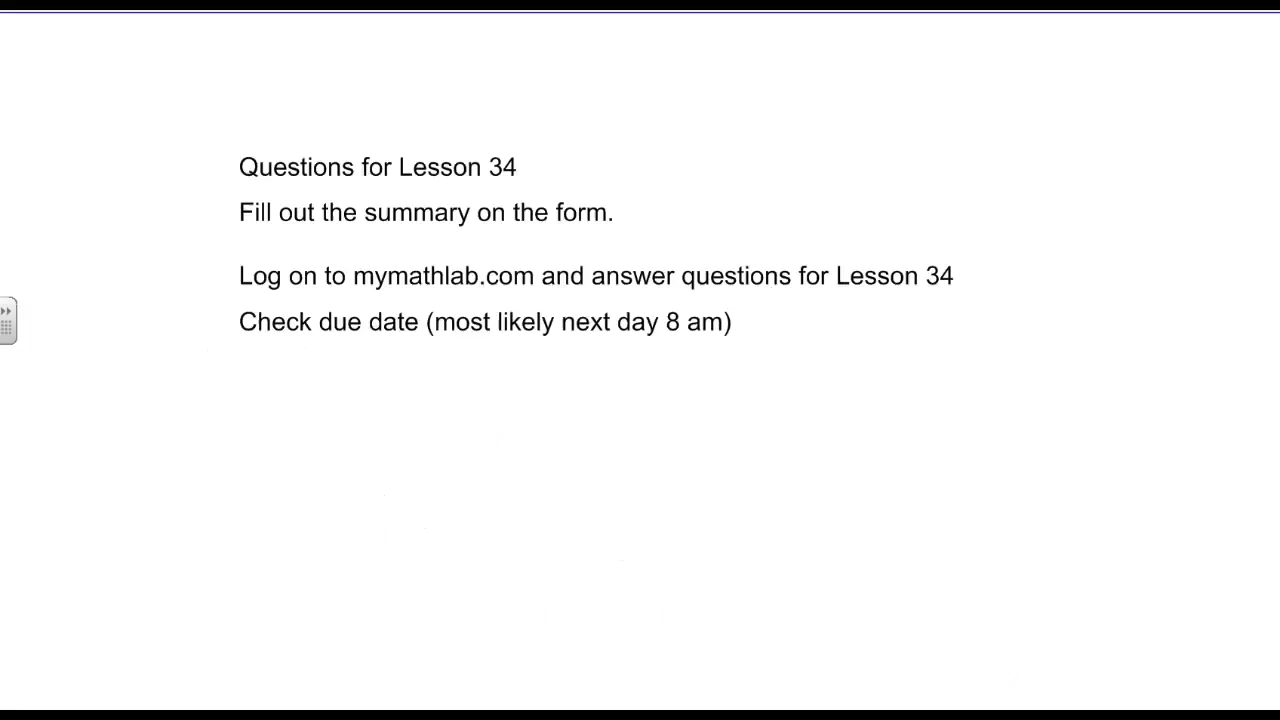 Questions for Lesson 34
Fill out the summary on the form.
Log on to mymathlab.com and answer questions for Lesson 34
Check due date (most likely next day 8 am)